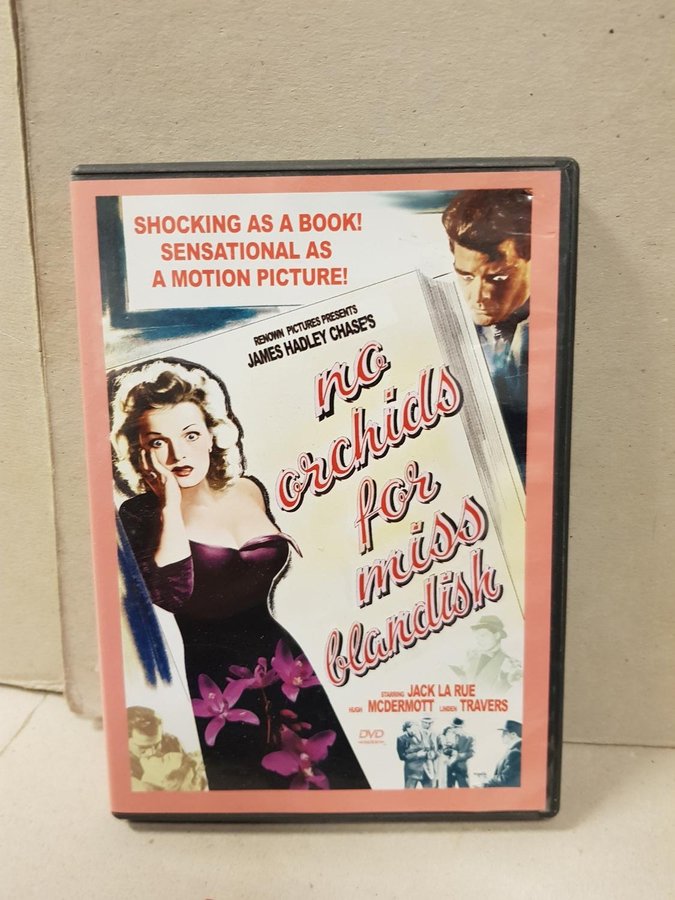 SHOCKING AS A BOOK!
SENSATIONAL AS
A MOTION PICTURE!
RENOWN PICTURES PRESENTS
JAMES HADLEY CHASE'S
no
orchids
for
miss
blandish
STARRING JACK LA RUE
HUGH MCDERMOTT LINDEN TRAVERS
DVD